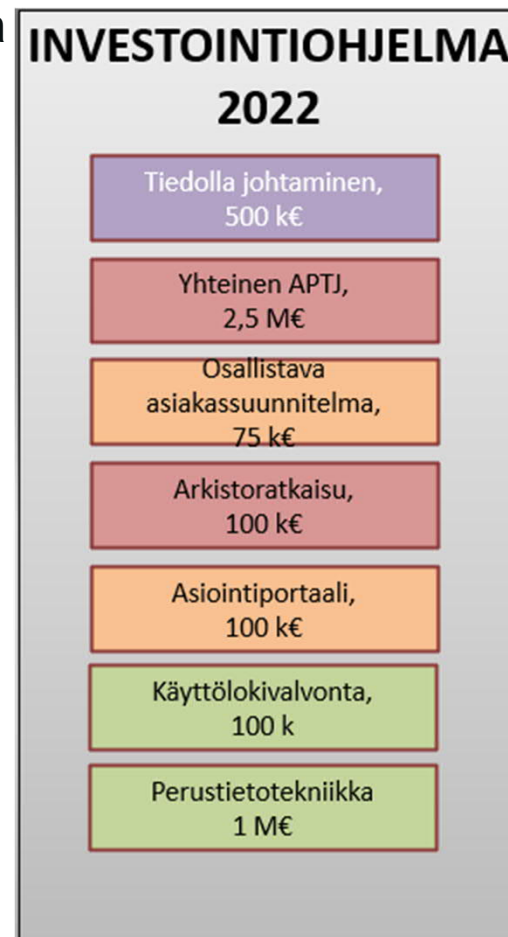 INVESTOINTIOHJELMA
2022
Tiedolla johtaminen,
500 k€
Yhteinen APTJ,
2,5 M€
Osallistava
asiakassuunnitelma,
75 k€
Arkistoratkaisu,
100 k€
Asiointiportaali,
100 k€
Käyttölokivalvonta,
100 k
Perustietotekniikka
1 M€